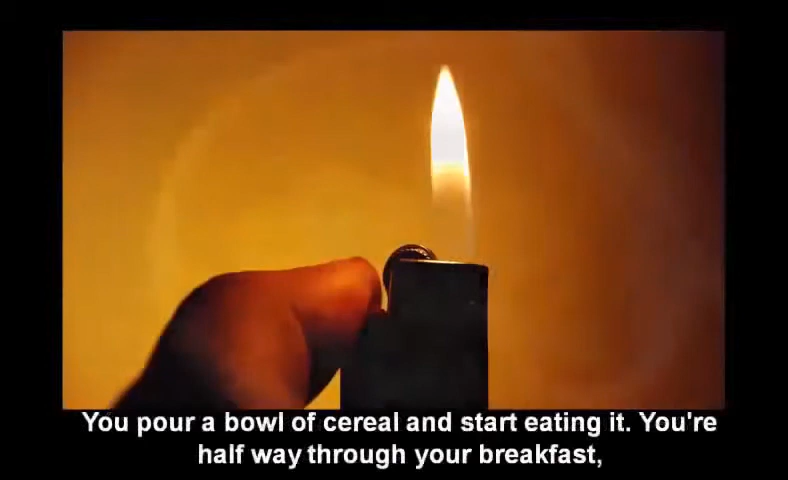 You pour a bowl of cereal and start eating it. You're
half way through your breakfast,